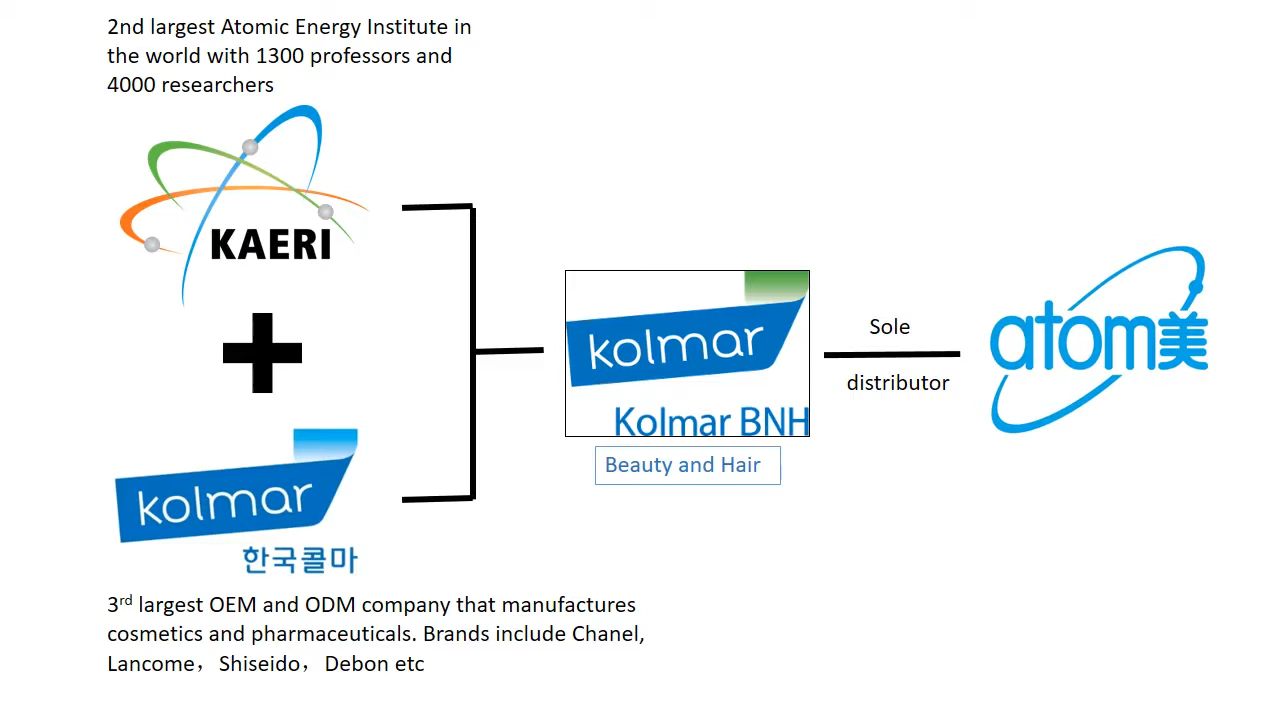 2nd largest Atomic Energy Institute in
the world with 1300 professors and
4000 researchers
KAERI
kolmar
한국콜마
3rd largest OEM and ODM company that manufactures
cosmetics and pharmaceuticals. Brands include Chanel,
Lancome，Shiseido，Debon etc
kolmar
Kolmar BNH
Beauty and Hair
Sole
distributor
atom美